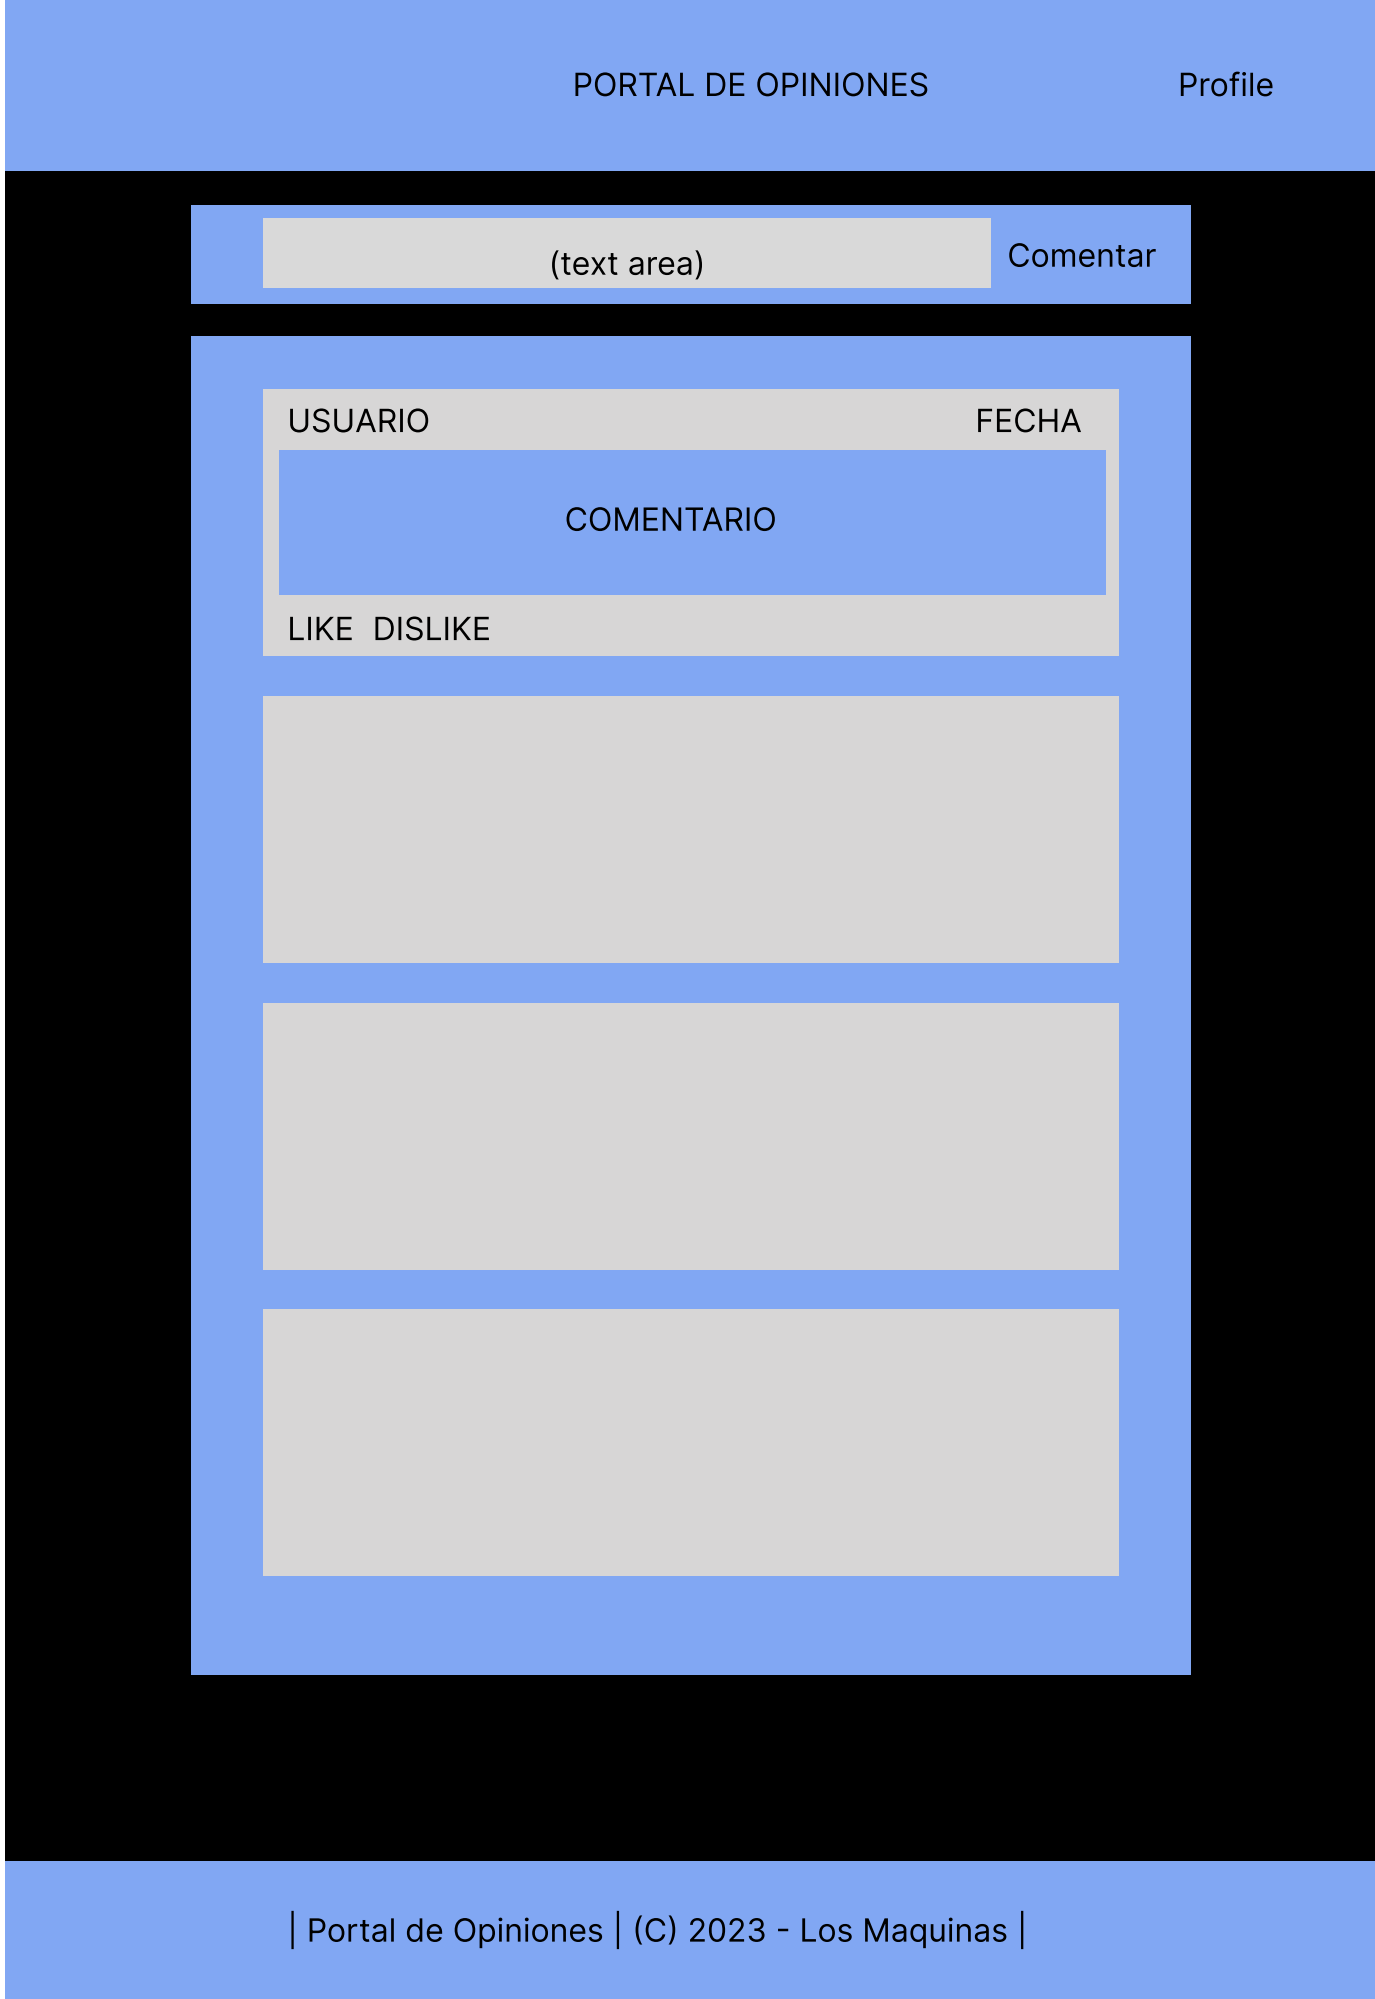 PORTAL DE OPINIONES Profile
(text area) Comentar
USUARIO FECHA
COMENTARIO
LIKE DISLIKE
| Portal de Opiniones | (C) 2023 - Los Maquinas |